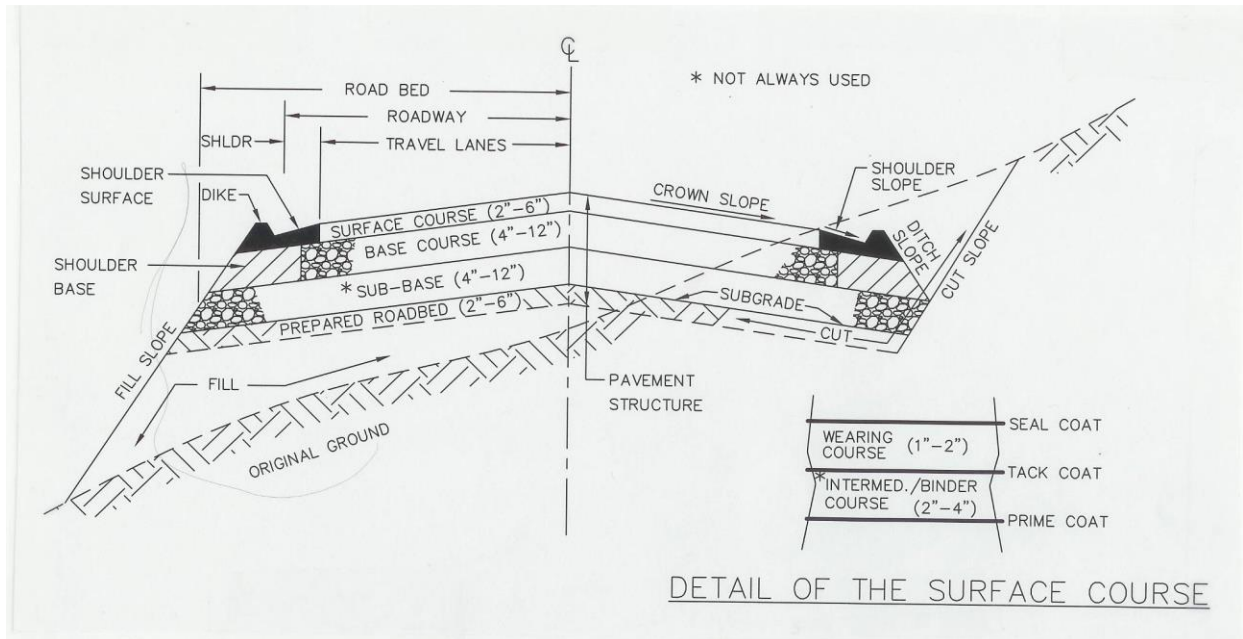 ℄
* NOT ALWAYS USED
ROAD BED
ROADWAY
SHLDR
TRAVEL LANES
SHOULDER
SURFACE
DIKE
SHOULDER
SLOPE
CROWN SLOPE
SURFACE COURSE (2"-6")
BASE COURSE (4"-12")
* SUB-BASE (4"-12")
PREPARED ROADBED (2"-6")
SHOULDER
BASE
DITCH
SLOPE
CUT SLOPE
SUBGRADE
CUT
FILL SLOPE
FILL
PAVEMENT
STRUCTURE
ORIGINAL GROUND
SEAL COAT
WEARING (1"-2")
COURSE
TACK COAT
*INTERMED./BINDER
COURSE (2"-4")
PRIME COAT
DETAIL OF THE SURFACE COURSE